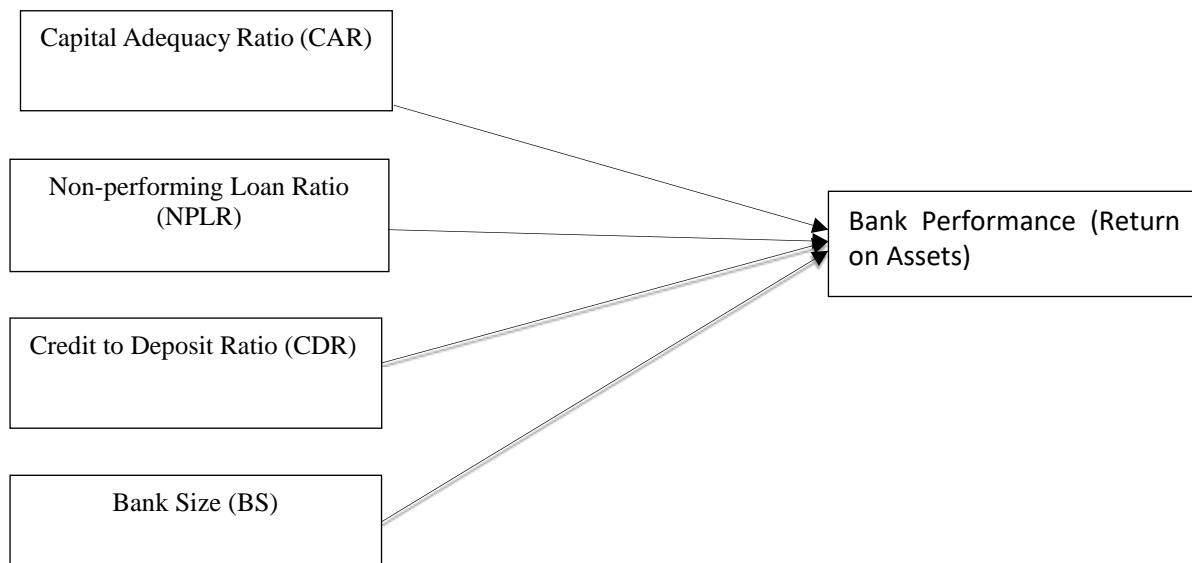 Capital Adequacy Ratio (CAR)
Non-performing Loan Ratio
(NPLR)
Credit to Deposit Ratio (CDR)
Bank Size (BS)
Bank Performance (Return
on Assets)